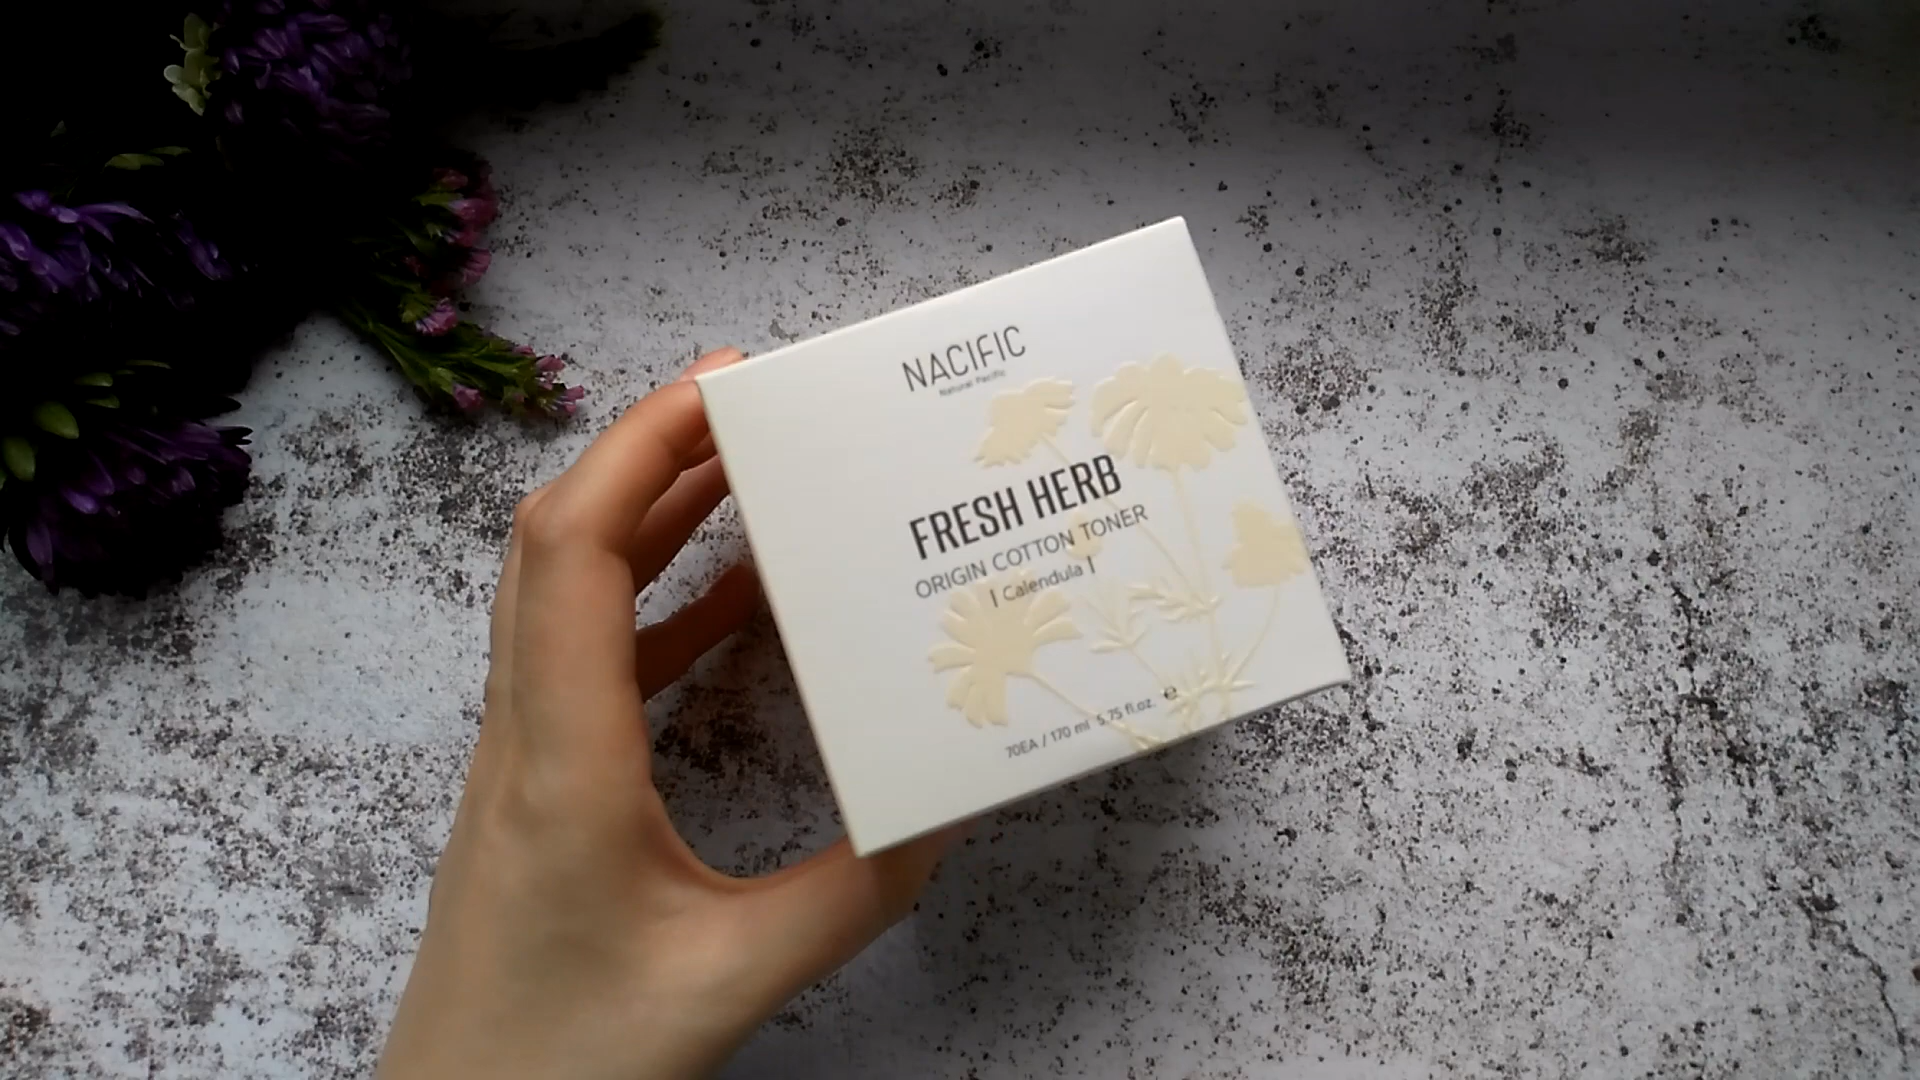 NACIFIC
Natural Pacific
FRESH HERB
ORIGIN COTTON TONER
| Calendula |
70EA / 170 ml 5.75 fl.oz. ℮